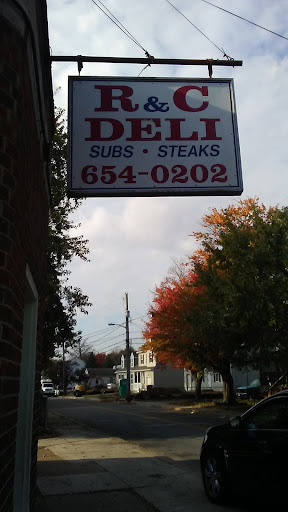 R & C
DELI
SUBS • STEAKS
654-0202